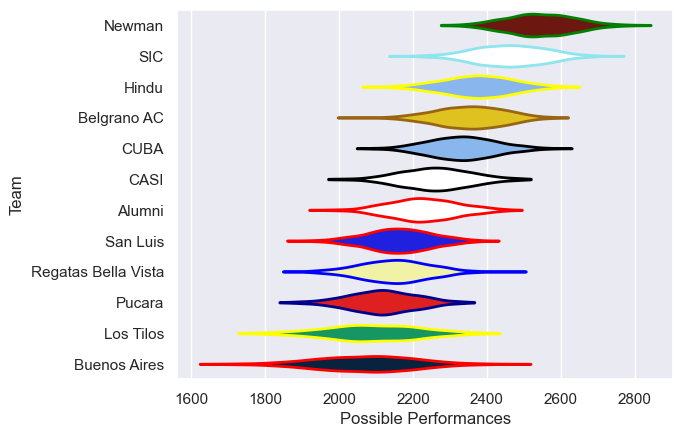 Newman
SIC
Hindu
Belgrano AC
CUBA
CASI
Alumni
San Luis
Regatas Bella Vista
Pucara
Los Tilos
Buenos Aires
Team
1600 1800 2000 2200 2400 2600 2800
Possible Performances